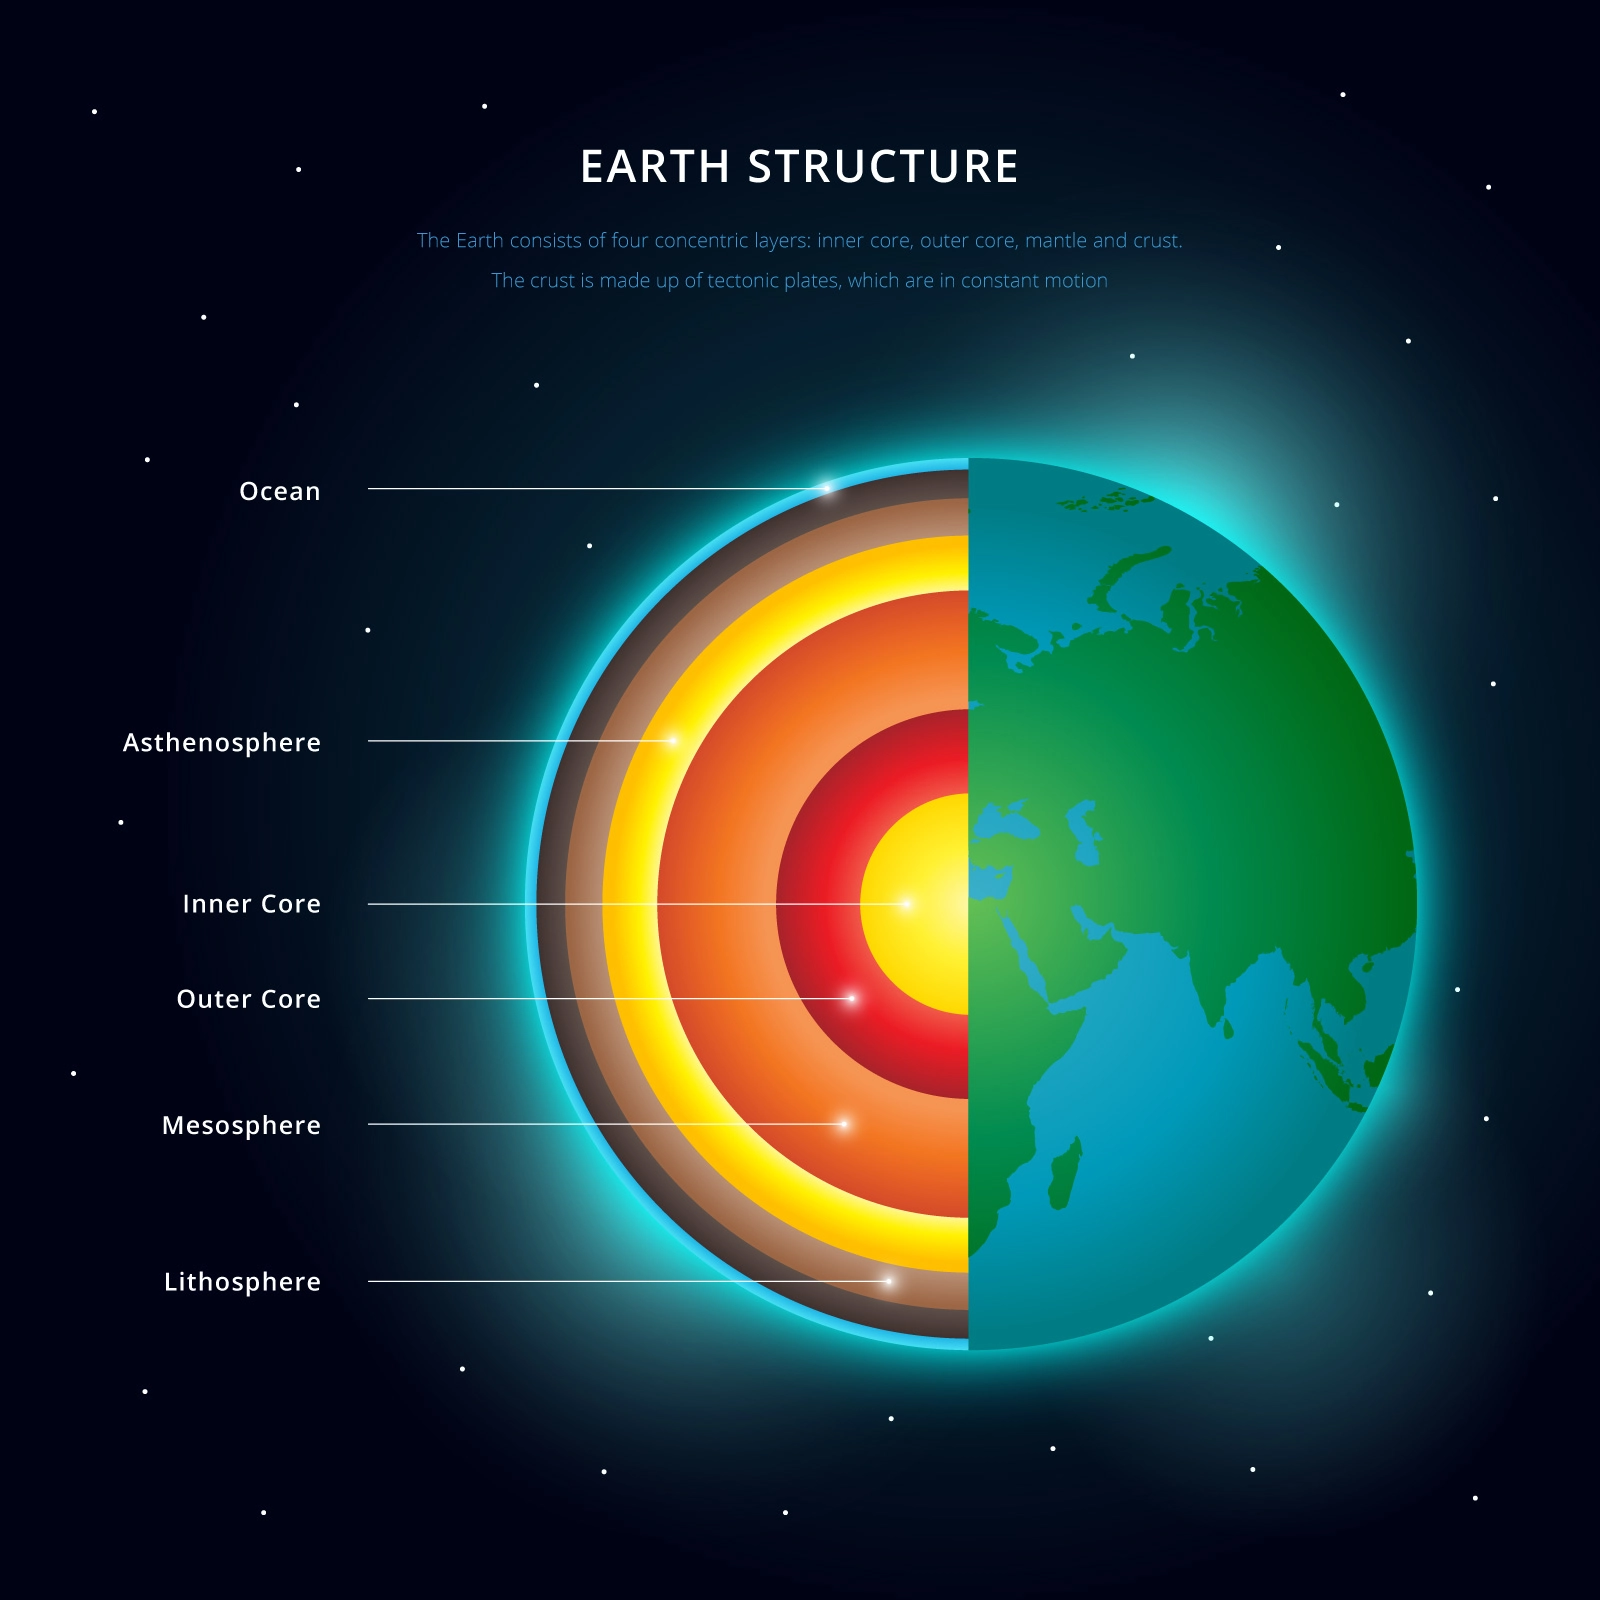 EARTH STRUCTURE
The Earth consists of four concentric layers: inner core, outer core, mantle and crust.
The crust is made up of tectonic plates, which are in constant motion
Ocean
Asthenosphere
Inner Core
Outer Core
Mesosphere
Lithosphere